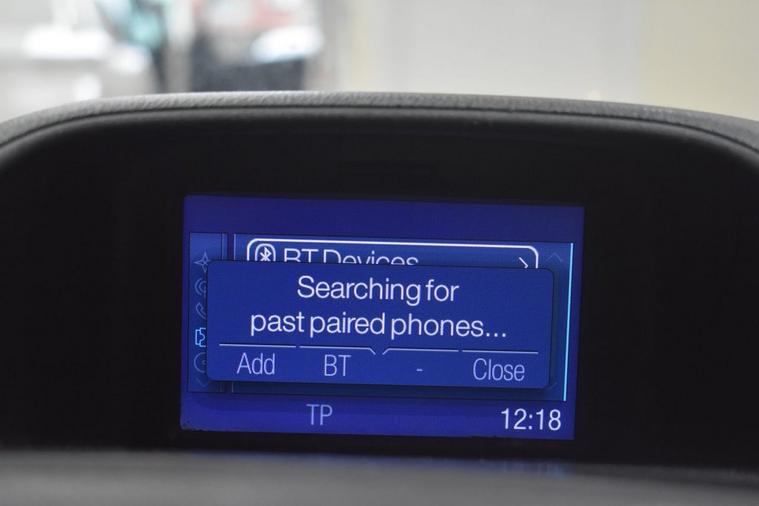 BT Devices
Searching for
past paired phones...
Add BT - Close
TP 12:18